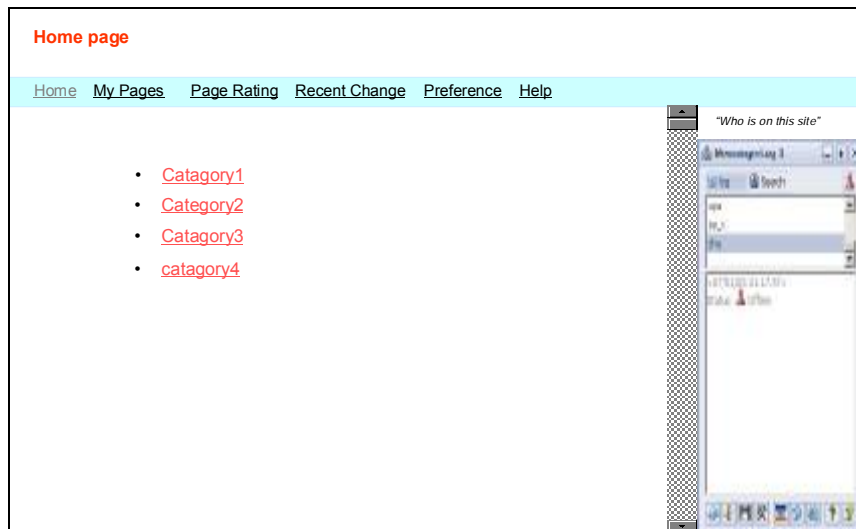 Home page
Home My Pages Page Rating Recent Change Preference Help
"Who is on this site"
• Catagory1
• Category2
• Catagory3
• catagory4
Search